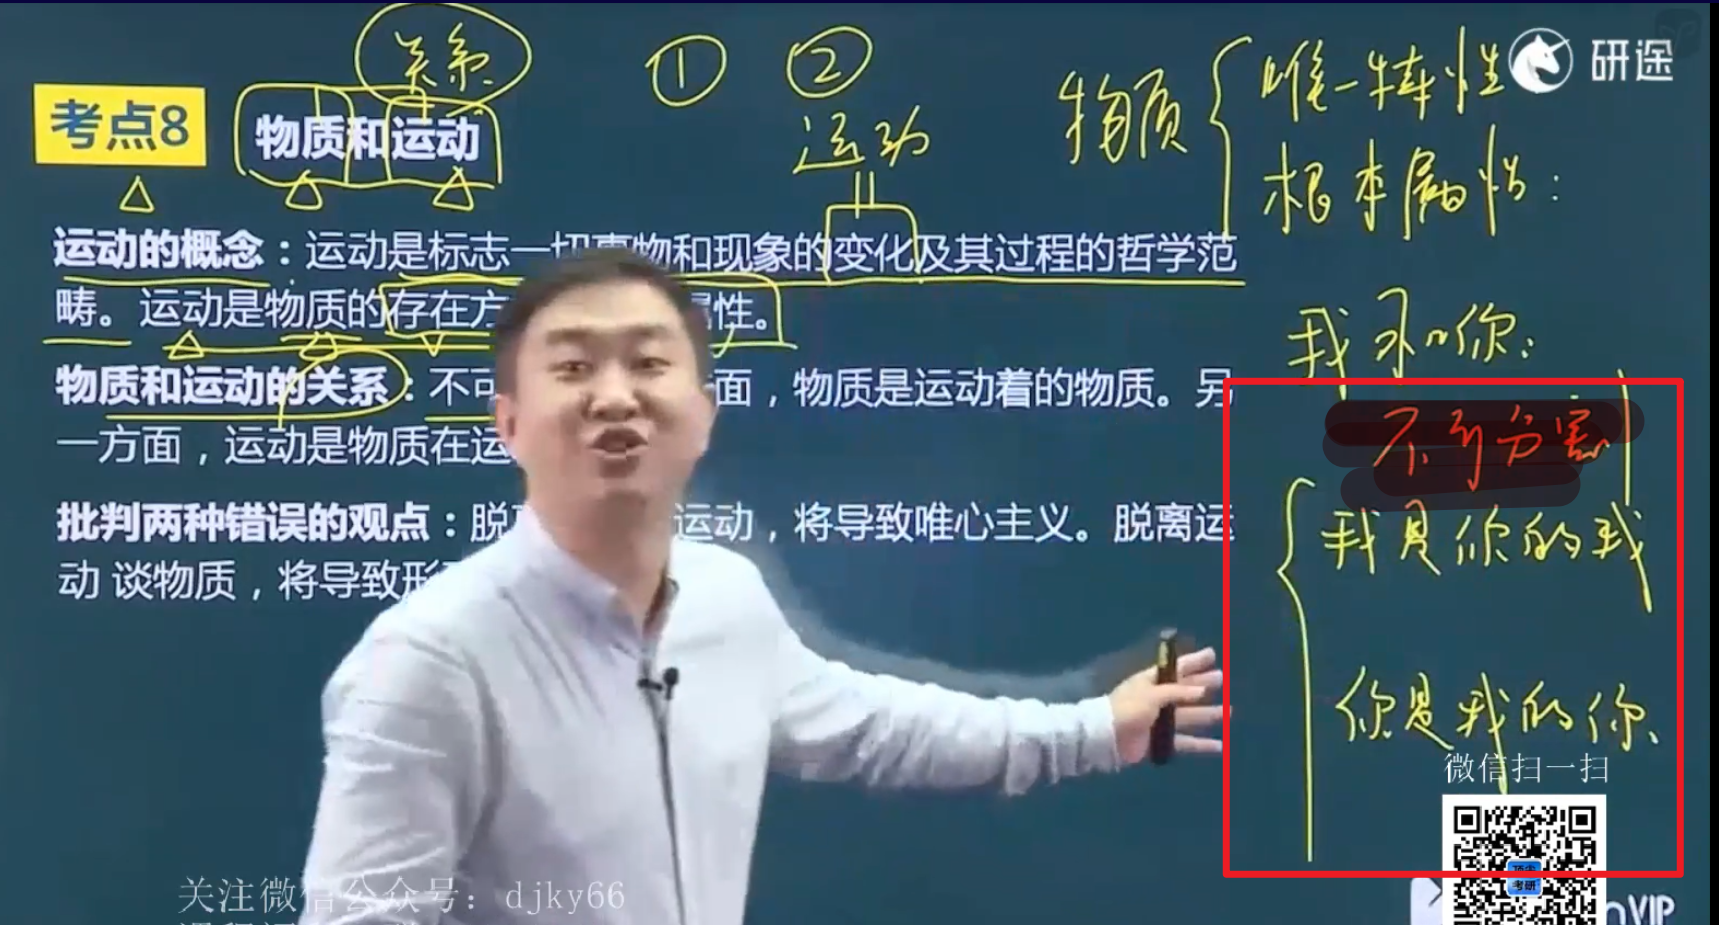 关系
① ②
研途
考点8 物质和运动
运动
物质
唯一特性
根本属性:
运动的概念:运动是标志一切事物和现象的变化及其过程的哲学范
畴。运动是物质的存在方 属性。
我和你:
物质和运动的关系:不可 面,物质是运动着的物质。另
一方面,运动是物质在运
不可分割
批判两种错误的观点:脱 运动,将导致唯心主义。脱离运
动 谈物质,将导致形
我是你的我
你是我的你
微信扫一扫
顶尖
考研
关注微信公众号: djky66
VIP